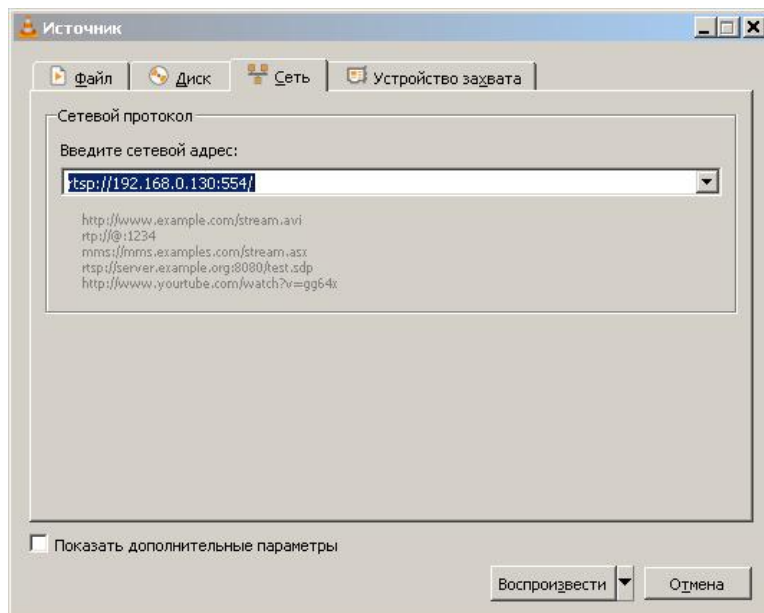 Источник
Файл Диск Сеть Устройство захвата
Сетевой протокол
Введите сетевой адрес:
rtsp://192.168.0.130:554/
http://www.example.com/stream.avi
rtp://@:1234
mms://mms.examples.com/stream.asx
rtsp://server.example.org:8080/test.sdp
http://www.yourtube.com/watch?v=gg64x
Показать дополнительные параметры
Воспроизвести Отмена